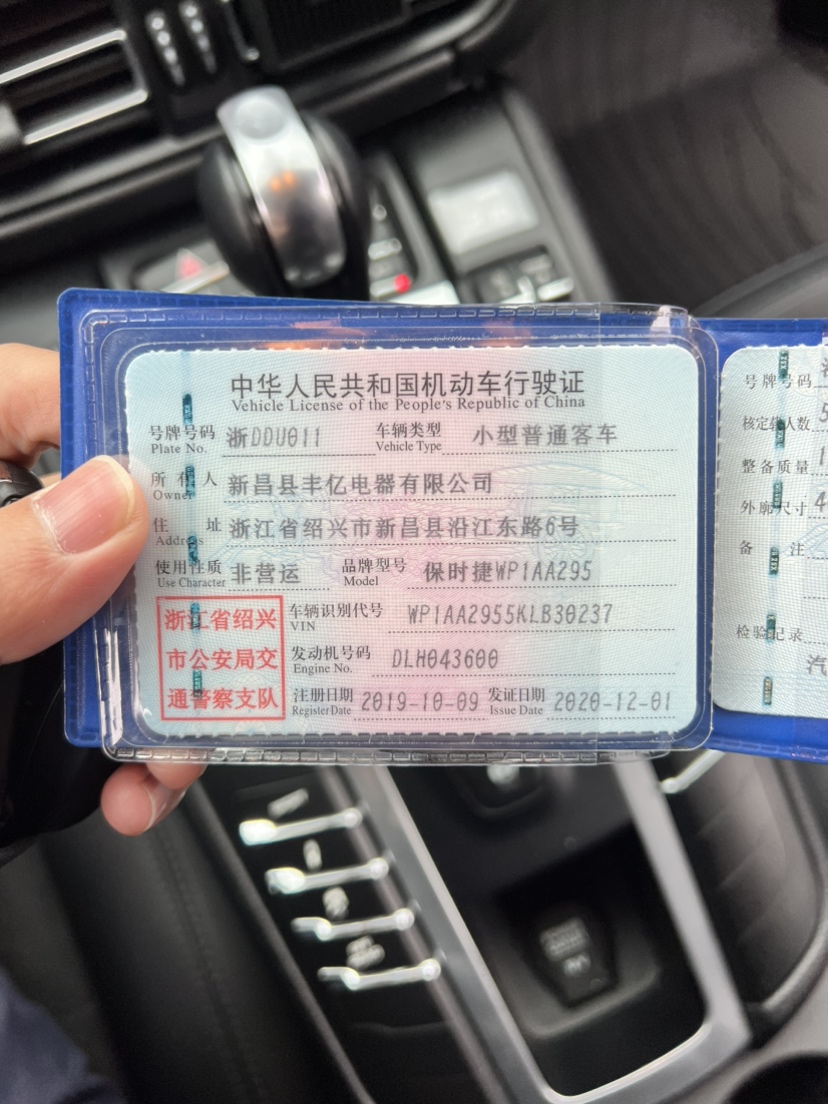 中华人民共和国机动车行驶证
Vehicle License of the People's Republic of China
号牌号码 浙DDU011 车辆类型 小型普通客车
Plate No. Vehicle Type
所有人 新昌县丰亿电器有限公司
Owner
住址 浙江省绍兴市新昌县沿江东路6号
Address
使用性质 非营运 品牌型号 保时捷WP1AA295
Use Character Model
浙江省绍兴
市公安局交
通警察支队
车辆识别代号 WP1AA2955KLB30237
VIN
发动机号码 DLH043600
Engine No.
注册日期 2019-10-09 发证日期 2020-12-01
Register Date Issue Date
号牌号码
核定载人数 5
整备质量 1
外廓尺寸 4
备注
检验记录
汽